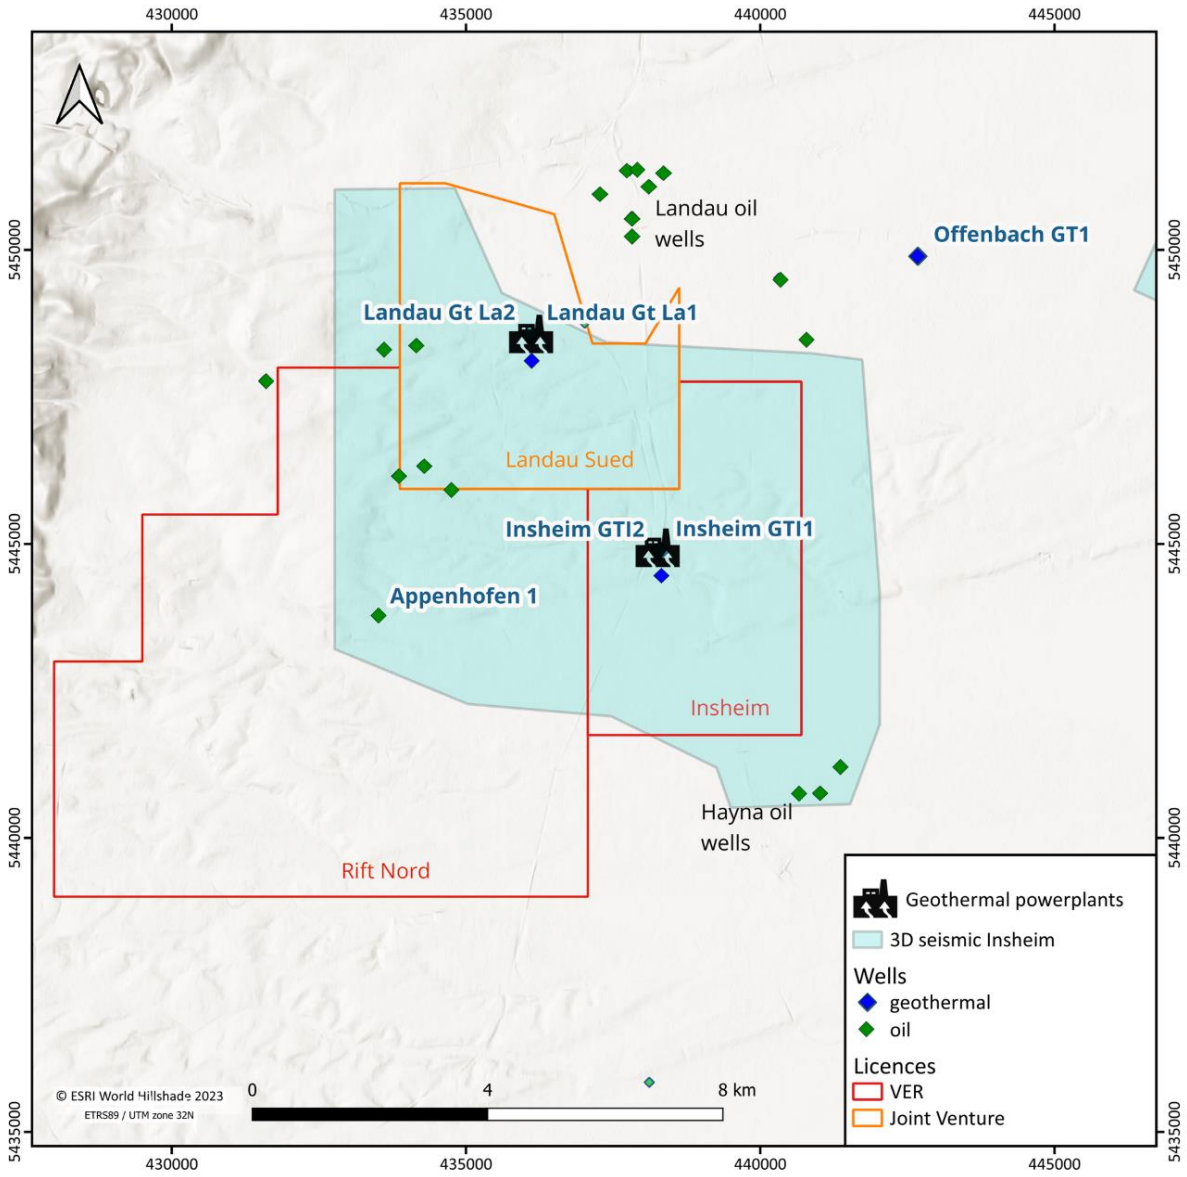 430000
435000
440000
445000
5450000
5450000
Landau oil
wells
Offenbach GT1
Landau Gt La2
Landau Gt La1
Landau Sued
Insheim GTI2
Insheim GTI1
5445000
5445000
Appenhofen 1
Insheim
Hayna oil
wells
5440000
5440000
Rift Nord
Geothermal powerplants
3D seismic Insheim
Wells
geothermal
oil
Licences
VER
Joint Venture
0
4
8 km
© ESRI World Hillshade 2023
ETRS89 / UTM zone 32N
5435000
5435000
430000
435000
440000
445000